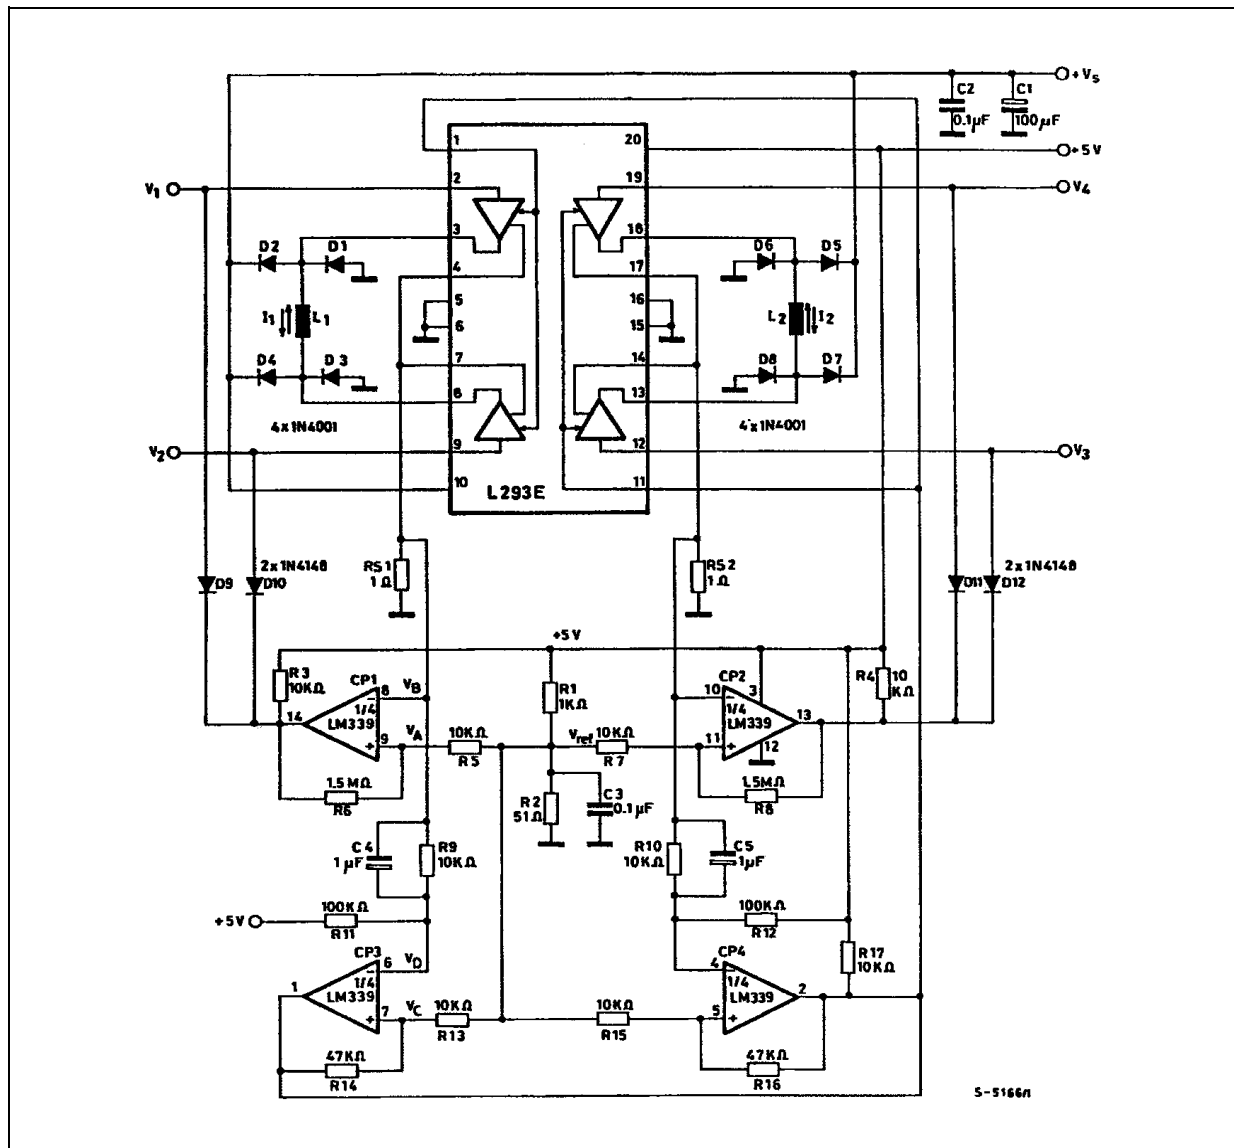 +Vs
C2
C1
0.1µF
100µF
1
20
+5V
V1
2
19
V4
3
18
D2
D1
D6
D5
4
17
5
16
I1
L1
L2
I2
6
15
D4
D3
7
14
D8
D7
8
13
4x1N4001
4x1N4001
V2
9
12
V3
10
11
L293E
RS1
1Ω
RS2
1Ω
2x1N4148
D9
D10
2x1N4148
D11
D12
+5V
R3
10KΩ
CP1
8
VB
R1
1KΩ
CP2
10
3
R4
10
KΩ
14
1/4
LM339
1/4
LM339
13
9
VA
10KΩ
R5
Vref
10KΩ
R7
11
12
1.5MΩ
R6
R2
51Ω
C3
0.1µF
1.5MΩ
R8
C4
1µF
R9
10KΩ
R10
10KΩ
C5
1µF
+5V
100KΩ
R11
100KΩ
R12
CP3
6
VD
CP4
4
R17
10KΩ
1
1/4
LM339
1/4
LM339
2
7
VC
10KΩ
R13
10KΩ
R15
5
47KΩ
R14
47KΩ
R16
S-5166/1